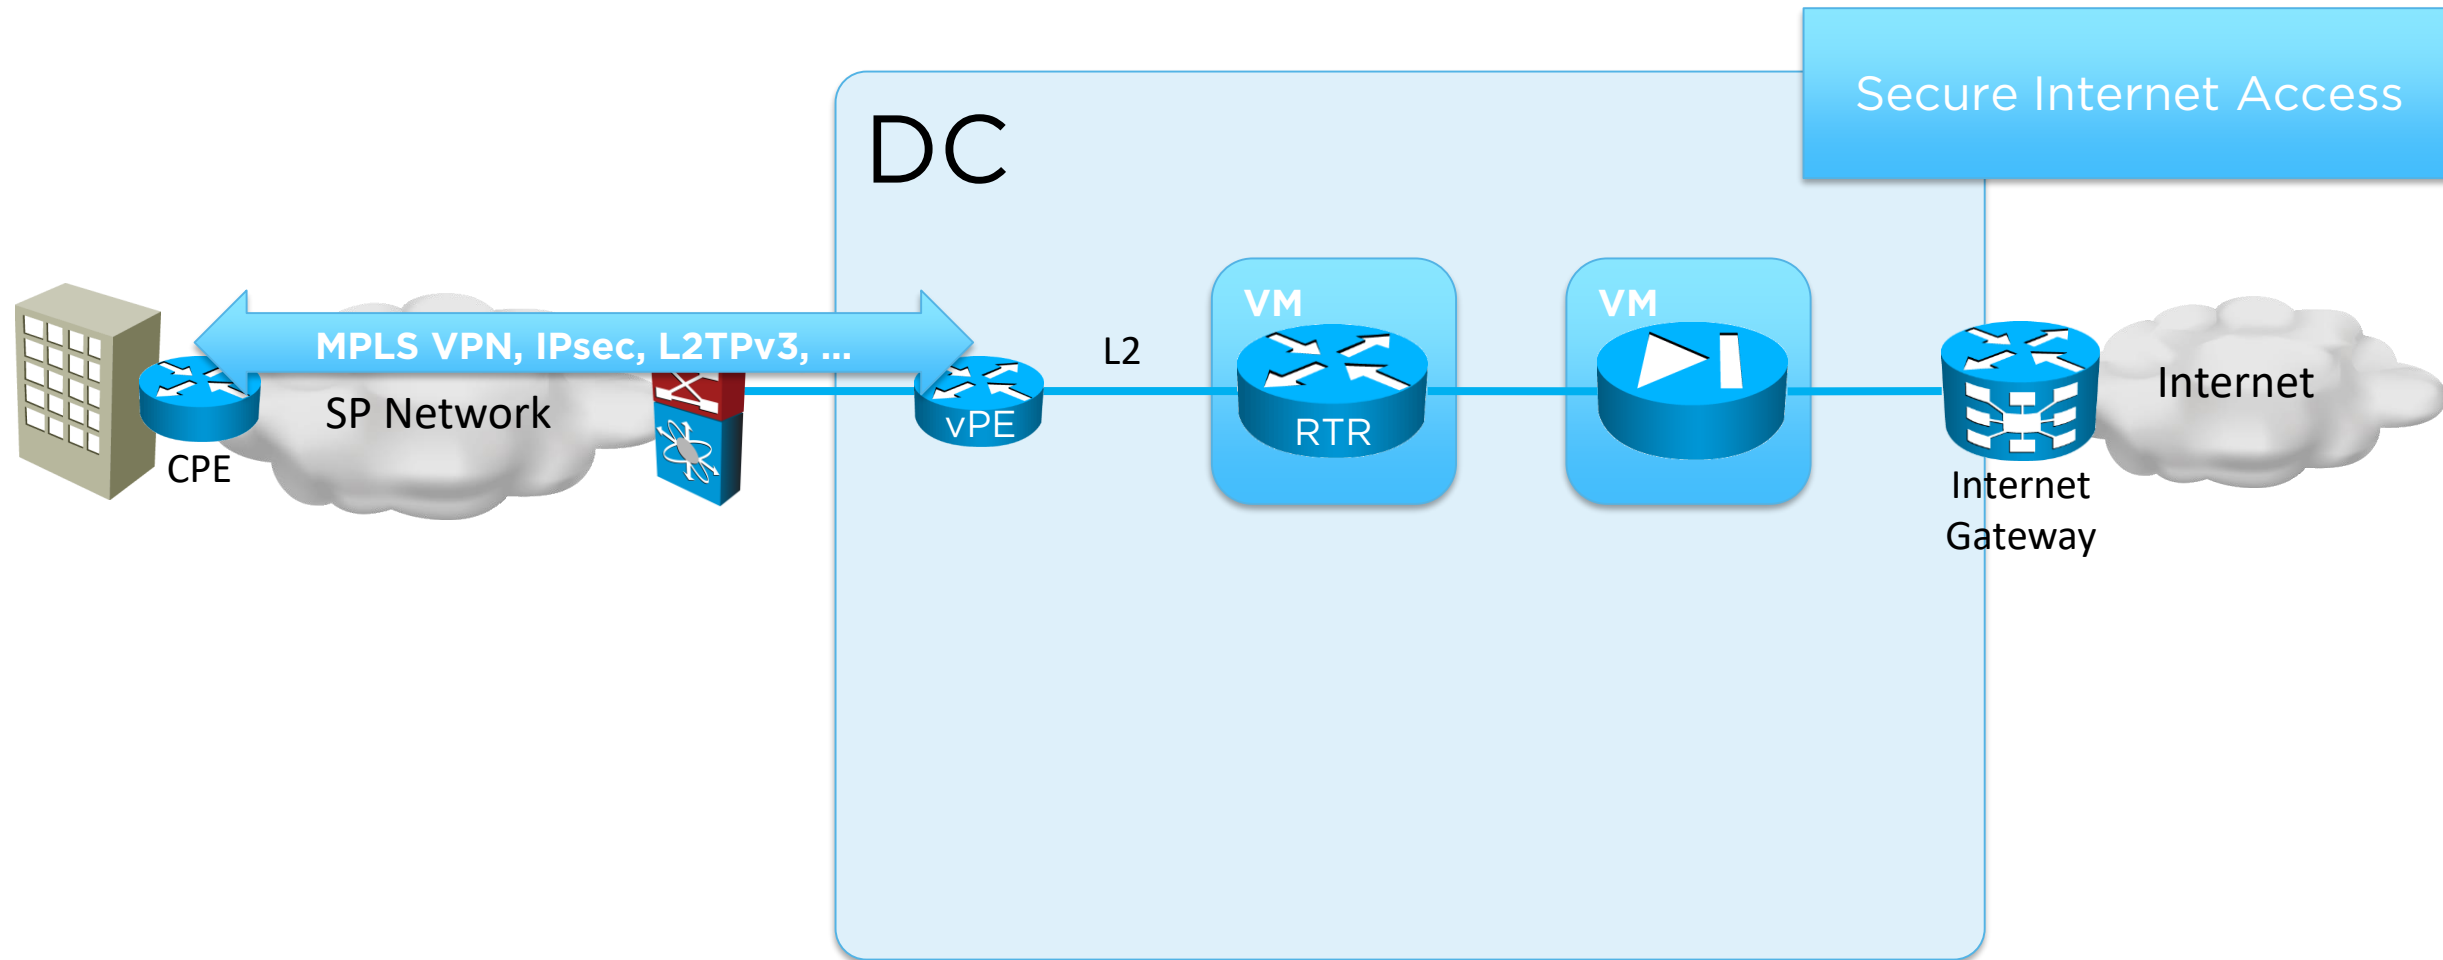 Secure Internet Access
DC
VM
VM
MPLS VPN, IPsec, L2TPv3, ...
L2
SP Network
vPE
RTR
Internet
CPE
Internet
Gateway